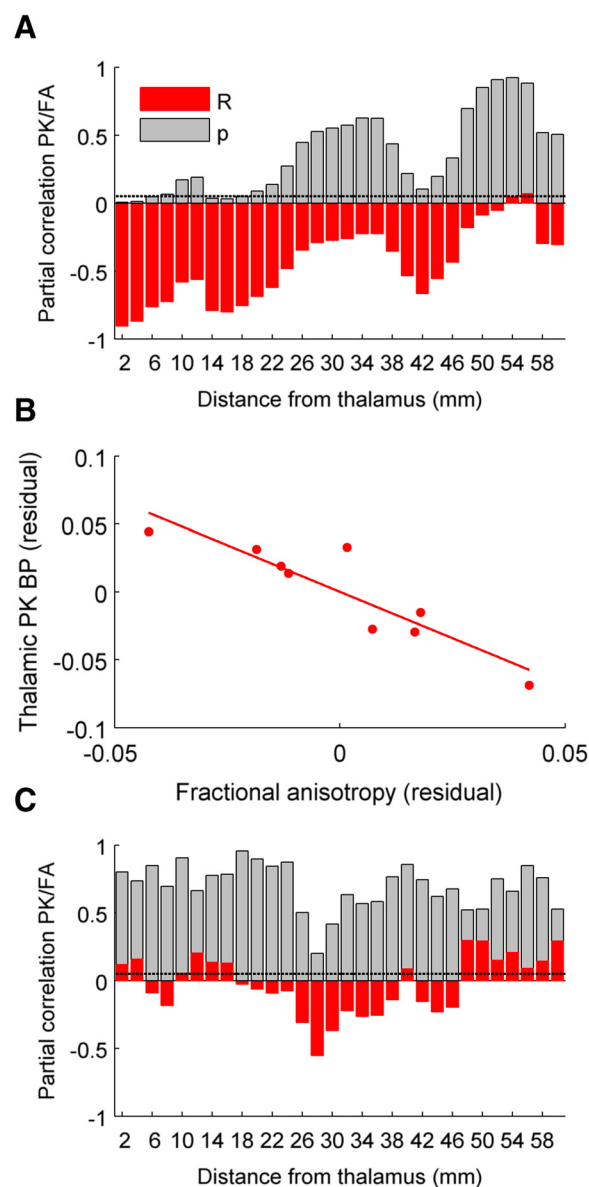 A
Partial correlation PK/FA
1
0.5
0
-0.5
-1
R
p
2 6 10 14 18 22 26 30 34 38 42 46 50 54 58
Distance from thalamus (mm)
B
Thalamic PK BP (residual)
0.1
0.05
0
-0.05
-0.1
-0.05 0 0.05
Fractional anisotropy (residual)
C
Partial correlation PK/FA
1
0.5
0
-0.5
-1
2 6 10 14 18 22 26 30 34 38 42 46 50 54 58
Distance from thalamus (mm)